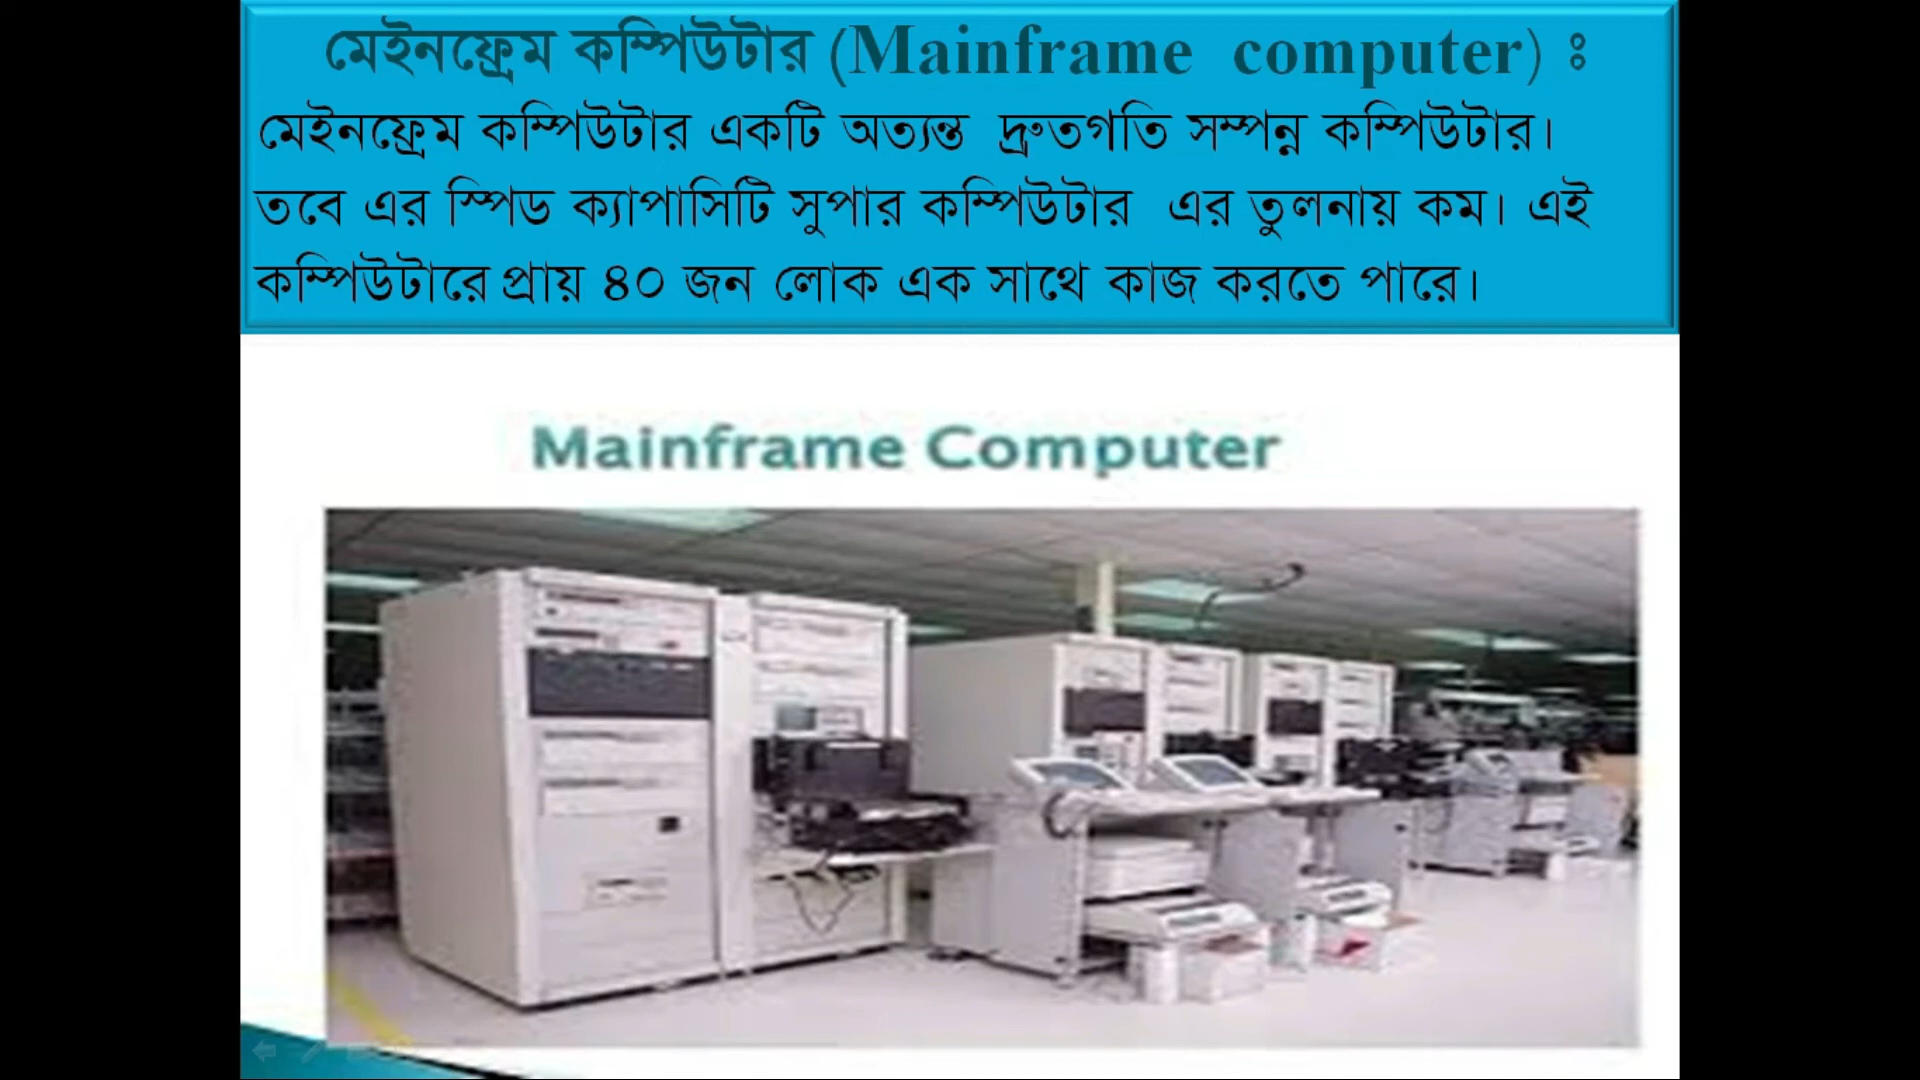 মেইনফ্রেম কম্পিউটার (Mainframe computer) ঃ
মেইনফ্রেম কম্পিউটার একটি অত্যন্ত দ্রুতগতি সম্পন্ন কম্পিউটার।
তবে এর স্পিড ক্যাপাসিটি সুপার কম্পিউটার এর তুলনায় কম। এই
কম্পিউটারে প্রায় ৪০ জন লোক এক সাথে কাজ করতে পারে।
Mainframe Computer